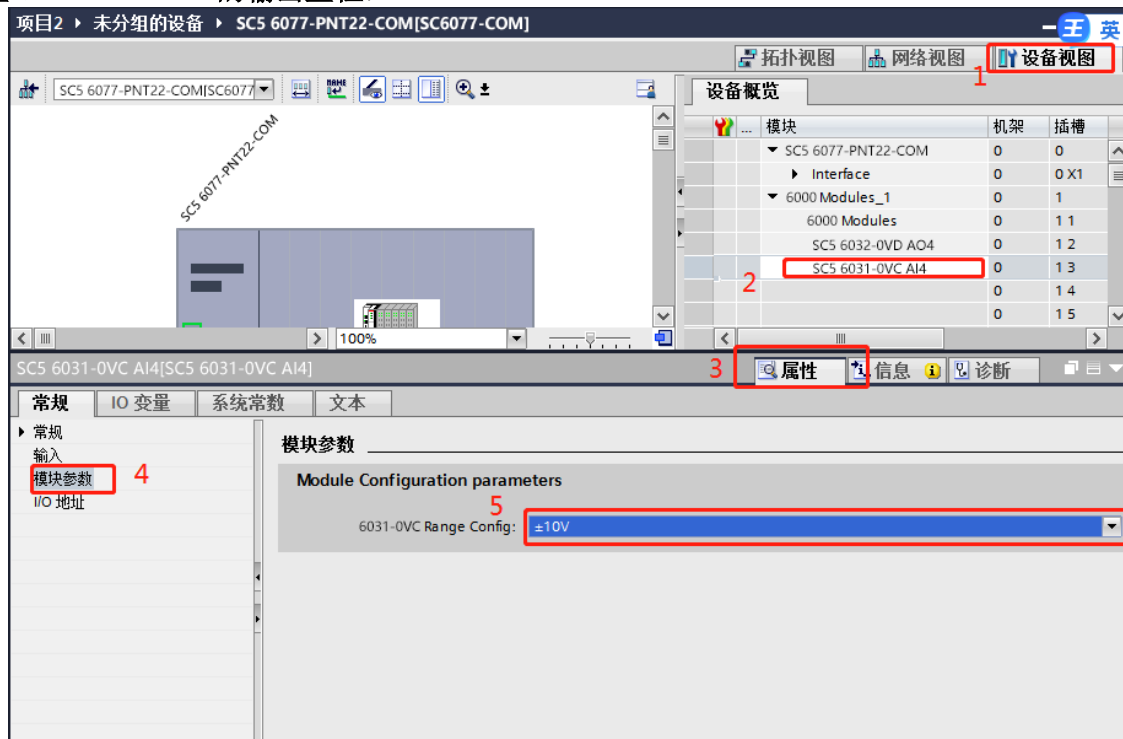 项目2 ▸ 未分组的设备 ▸ SC5 6077-PNT22-COM[SC6077-COM]
王 英
拓扑视图 网络视图 设备视图
1
SC5 6077-PNT22-COM[SC6077
设备概览
... 模块 机架 插槽
SC5 6077-PNT22-COM 0 0
Interface 0 0 X1
6000 Modules_1 0 1
6000 Modules 0 1 1
SC5 6032-0VD AO4 0 1 2
SC5 6031-0VC AI4 0 1 3
2
0 1 4
0 1 5
SC5 6077-PNT22-COM
100%
SC5 6031-0VC AI4[SC5 6031-0VC AI4]
3 属性 信息 诊断
常规 IO 变量 系统常数 文本
常规
输入
模块参数 4
I/O 地址
模块参数
Module Configuration parameters
5
6031-0VC Range Config: ±10V